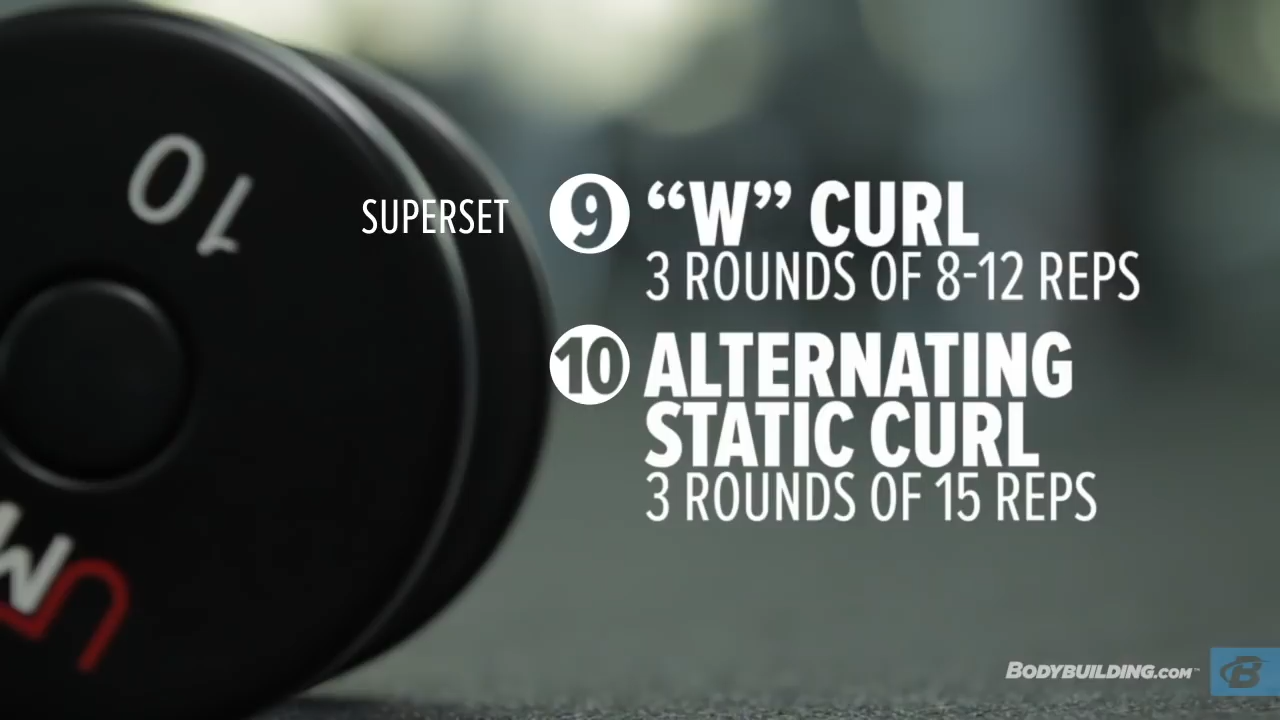 10
SUPERSET
9 “W” CURL
3 ROUNDS OF 8-12 REPS
10 ALTERNATING
STATIC CURL
3 ROUNDS OF 15 REPS
BODYBUILDING.COM™
B